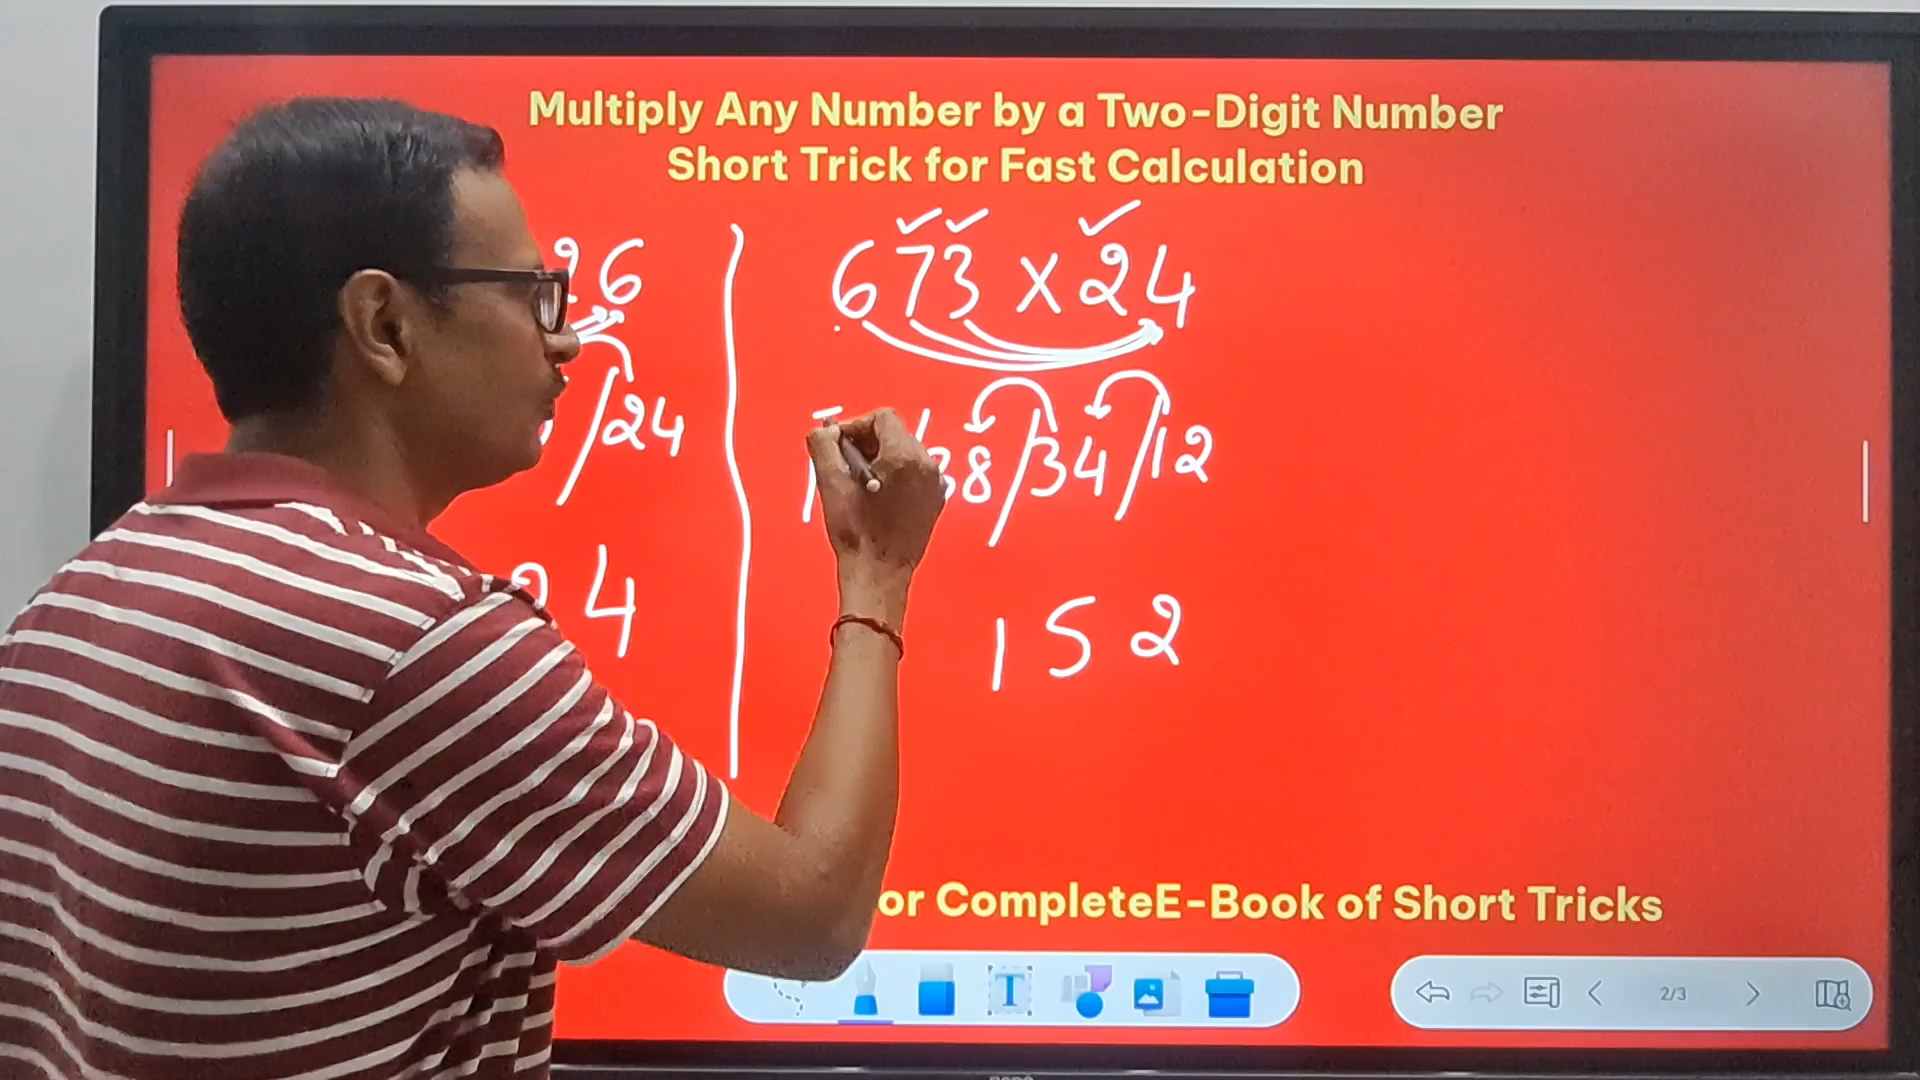 Multiply Any Number by a Two-Digit Number
Short Trick for Fast Calculation
26
673 x 24
/24
38/34/12
4
152
or CompleteE-Book of Short Tricks
T
2/3